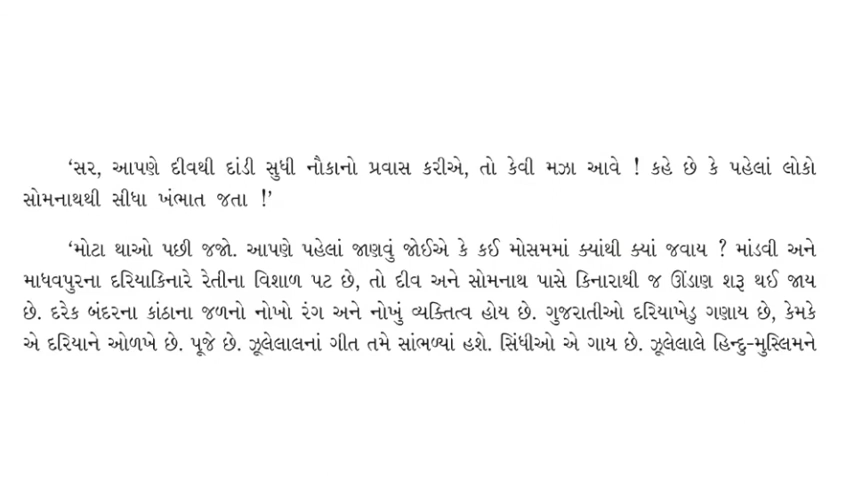 ‘સર, આપણે દીવથી દાંડી સુધી નૌકાનો પ્રવાસ કરીએ, તો કેવી મઝા આવે ! કહે છે કે પહેલાં લોકો
સોમનાથથી સીધા ખંભાત જતા !’
‘મોટા થાઓ પછી જજો. આપણે પહેલાં જાણવું જોઈએ કે કઈ મોસમમાં ક્યાંથી ક્યાં જવાય ? માંડવી અને
માધવપુરના દરિયાકિનારે રેતીના વિશાળ પટ છે, તો દીવ અને સોમનાથ પાસે કિનારાથી જ ઊંડાણ શરૂ થઈ જાય
છે. દરેક બંદરના કાંઠાના જળનો નોખો રંગ અને નોખું વ્યક્તિત્વ હોય છે. ગુજરાતીઓ દરિયાખેડુ ગણાય છે, કેમકે
એ દરિયાને ઓળખે છે. પૂજે છે. ઝૂલેલાલનાં ગીત તમે સાંભળ્યાં હશે. સિંધીઓ એ ગાય છે. ઝૂલેલાલે હિન્દુ-મુસ્લિમને